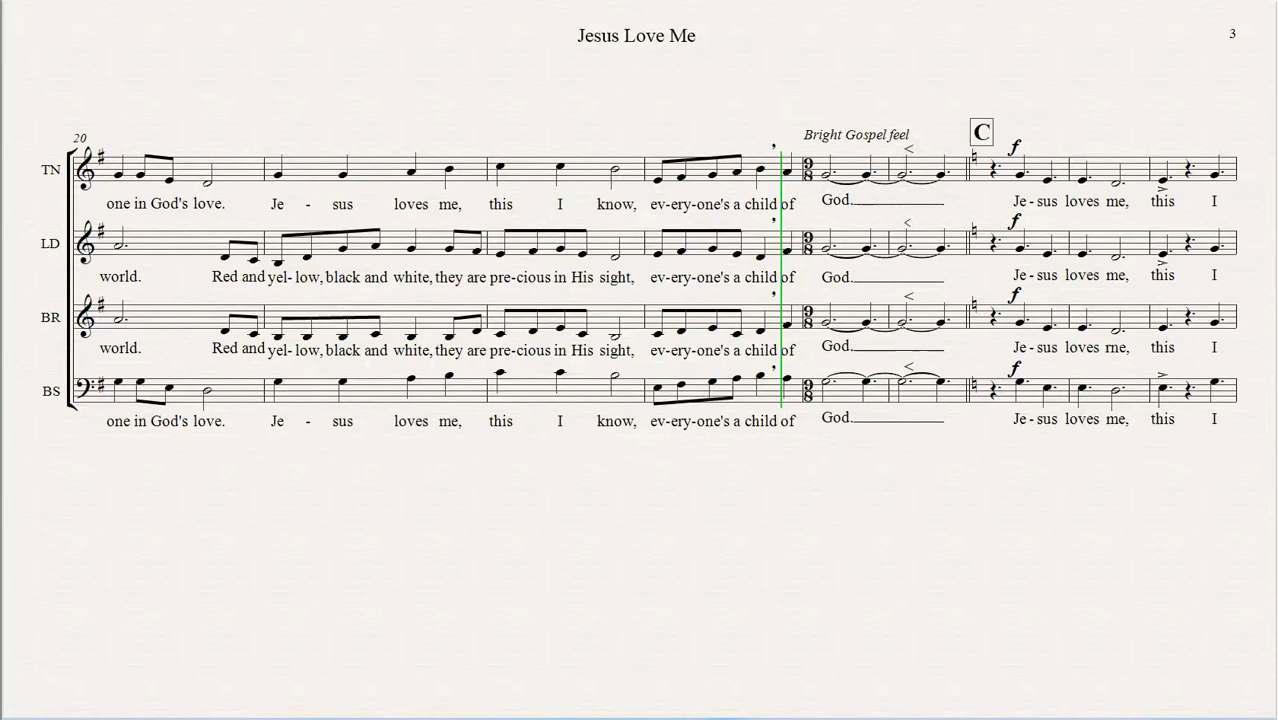 Jesus Love Me
3
20
Bright Gospel feel
C
f
TN
one in God's love. Je - sus loves me, this I know, ev-ery-one's a child of God. Je-sus loves me, this I
f
LD
world. Red and yel-low, black and white, they are pre-cious in His sight, ev-ery-one's a child of God. Je-sus loves me, this I
f
BR
world. Red and yel-low, black and white, they are pre-cious in His sight, ev-ery-one's a child of God. Je-sus loves me, this I
f
BS
one in God's love. Je - sus loves me, this I know, ev-ery-one's a child of God. Je-sus loves me, this I